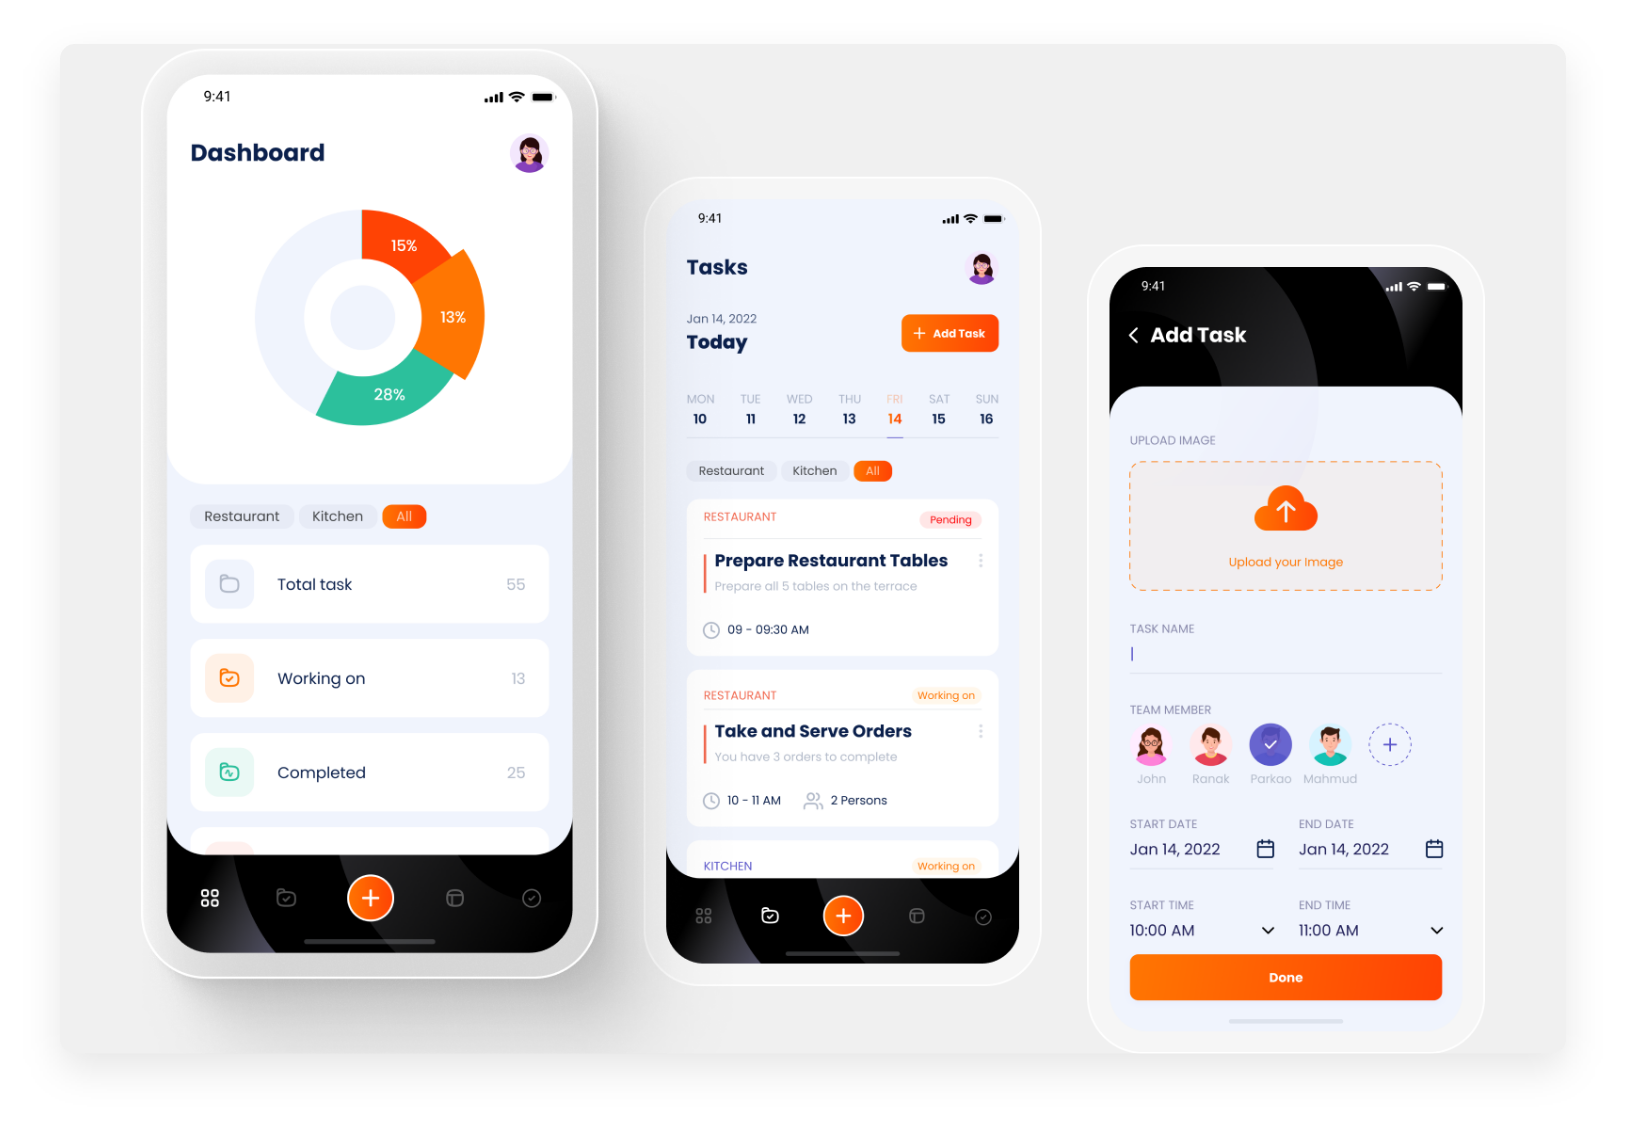 9:41
Dashboard
15%
13%
28%
Restaurant Kitchen All
Total task 55
Working on 13
Completed 25
9:41
Tasks
Jan 14, 2022
Today
Add Task
MON TUE WED THU FRI SAT SUN
10 11 12 13 14 15 16
Restaurant Kitchen All
RESTAURANT Pending
Prepare Restaurant Tables
Prepare all 5 tables on the terrace
09 - 09:30 AM
RESTAURANT Working on
Take and Serve Orders
You have 3 orders to complete
10 - 11 AM 2 Persons
KITCHEN Working on
9:41
Add Task
UPLOAD IMAGE
Upload your Image
TASK NAME
TEAM MEMBER
John Ranak Parkao Mahmud
START DATE END DATE
Jan 14, 2022 Jan 14, 2022
START TIME END TIME
10:00 AM 11:00 AM
Done